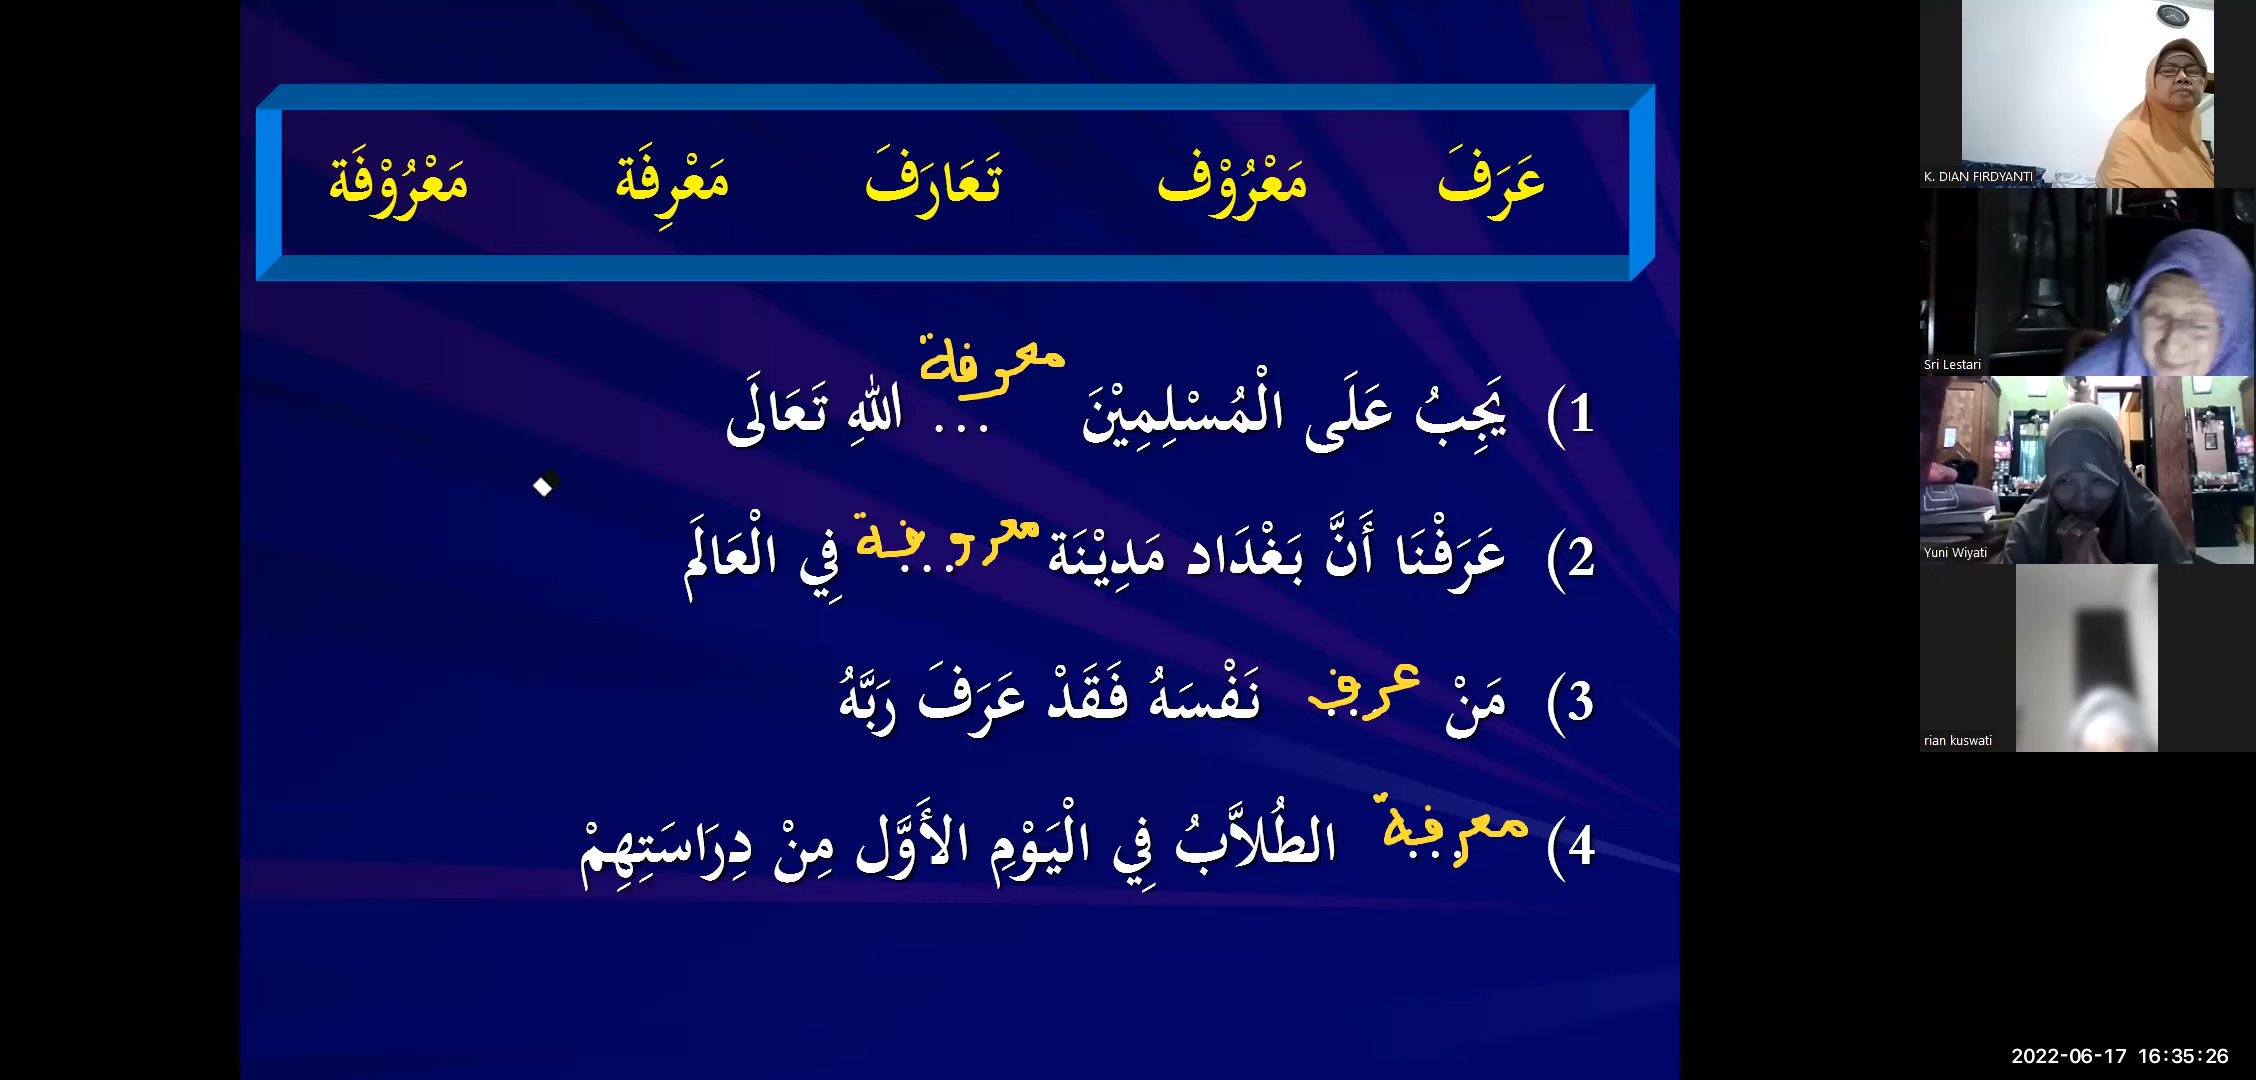 عَرَفَ مَعْرُوْف تَعَارَفَ مَعْرِفَة مَعْرُوْفَة
1) يَجِبُ عَلَى الْمُسْلِمِيْنَ ... معرفة اللهِ تَعَالَى
2) عَرَفْنَا أَنَّ بَغْدَاد مَدِيْنَة ... معروفة فِي الْعَالَم
3) مَنْ ... عرف نَفْسَهُ فَقَدْ عَرَفَ رَبَّهُ
4) ... معرفة الطُلاَّبُ فِي الْيَوْمِ الأَوَّل مِنْ دِرَاسَتِهِمْ
K. DIAN FIRDYANTI
Sri Lestari
Yuni Wiyati
rian kuswati
2022-06-17 16:35:26